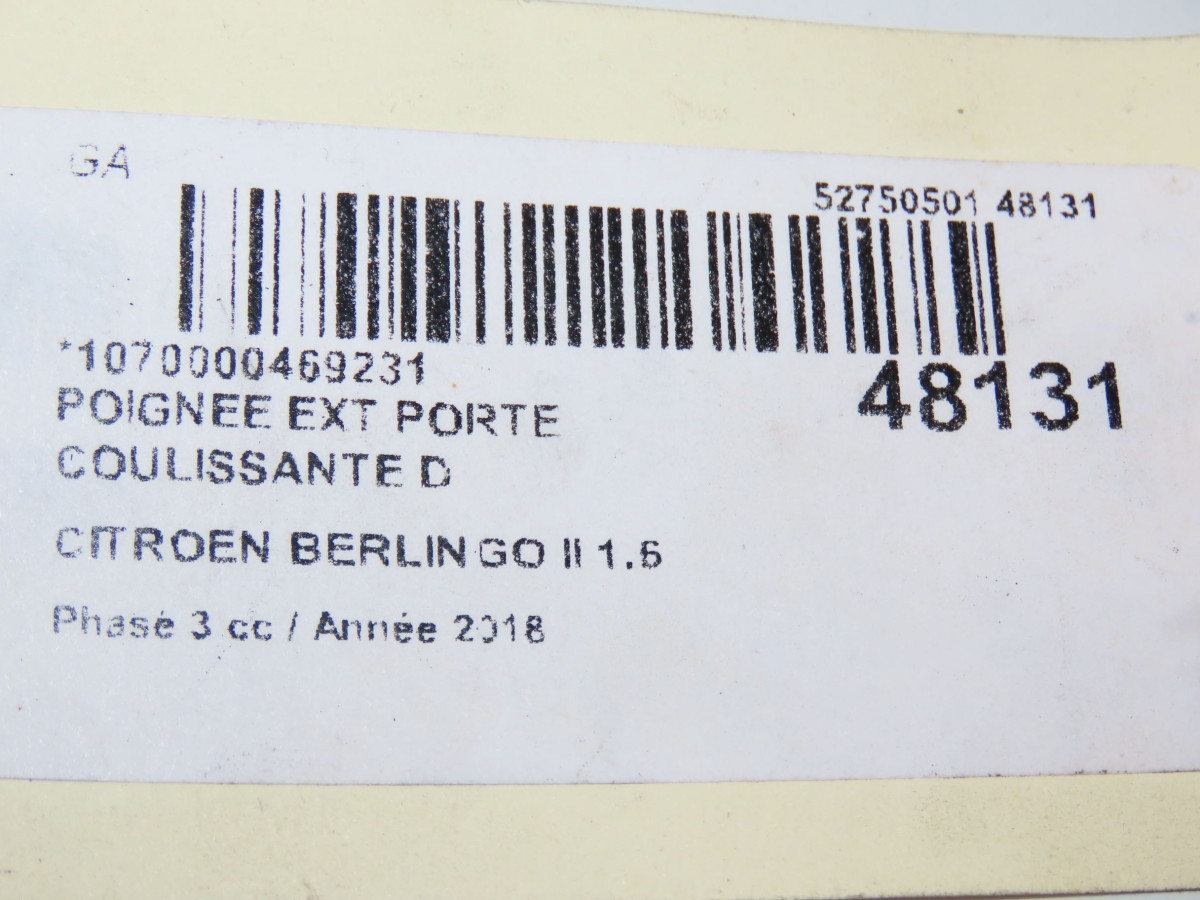 GA
52750501 48131
*1070000469231
48131
POIGNEE EXT PORTE
COULISSANTE D
CITROEN BERLINGO II 1.6
Phase 3 cc / Année 2018